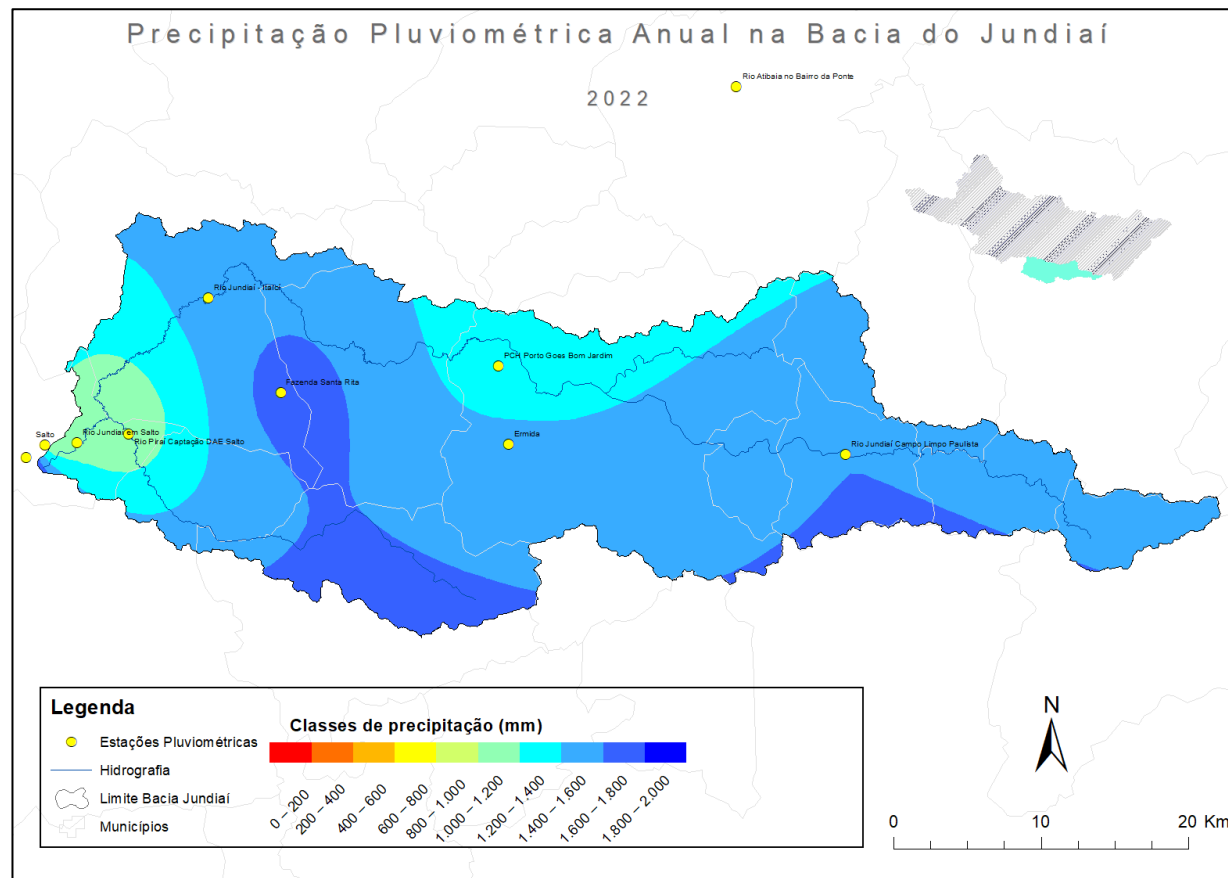 Precipitação Pluviométrica Anual na Bacia do Jundiaí
2022
Rio Atibaia no Bairro da Ponte
Rio Jundiaí - Itaici
PCH Porto Goes Bom Jardim
Fazenda Santa Rita
Salto
Rio Jundiaí em Salto
Rio Piraí Captação DAE Salto
Ermida
Rio Jundiaí Campo Limpo Paulista
Legenda
Estações Pluviométricas
Hidrografia
Limite Bacia Jundiaí
Municípios
Classes de precipitação (mm)
0 – 200
200 – 400
400 – 600
600 – 800
800 – 1.000
1.000 – 1.200
1.200 – 1.400
1.400 – 1.600
1.600 – 1.800
1.800 – 2.000
N
0 10 20 Km